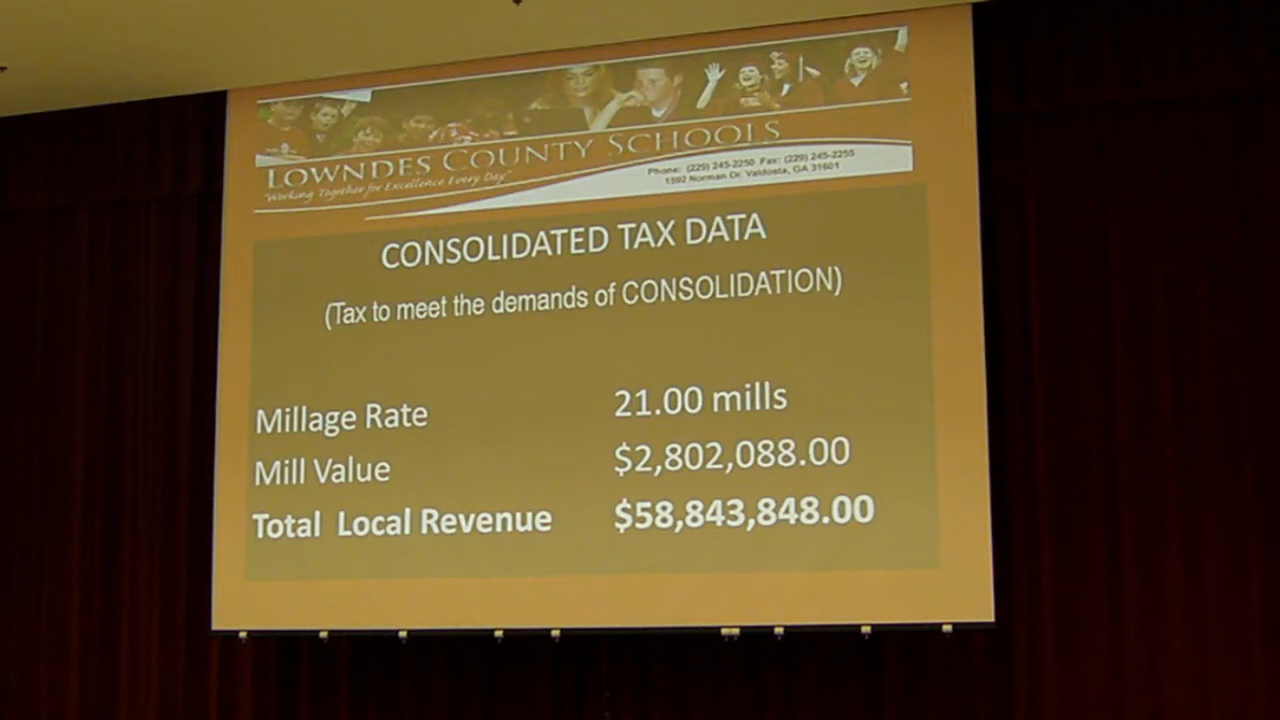 LOWNDES COUNTY SCHOOLS
"Working Together for Excellence Every Day"
Phone: (229) 245-2250 Fax: (229) 245-2255
1592 Norman Dr. Valdosta, GA 31601
CONSOLIDATED TAX DATA
(Tax to meet the demands of CONSOLIDATION)
Millage Rate 21.00 mills
Mill Value $2,802,088.00
Total Local Revenue $58,843,848.00